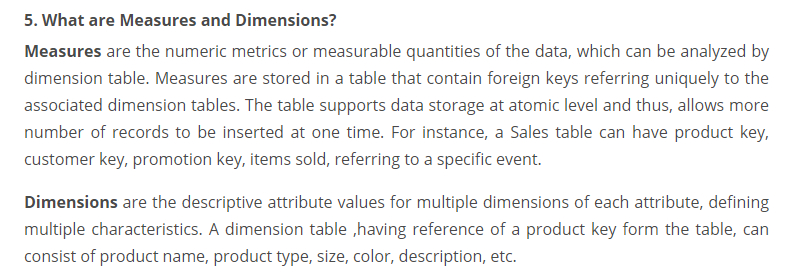 5. What are Measures and Dimensions?
Measures are the numeric metrics or measurable quantities of the data, which can be analyzed by
dimension table. Measures are stored in a table that contain foreign keys referring uniquely to the
associated dimension tables. The table supports data storage at atomic level and thus, allows more
number of records to be inserted at one time. For instance, a Sales table can have product key,
customer key, promotion key, items sold, referring to a specific event.
Dimensions are the descriptive attribute values for multiple dimensions of each attribute, defining
multiple characteristics. A dimension table ,having reference of a product key form the table, can
consist of product name, product type, size, color, description, etc.